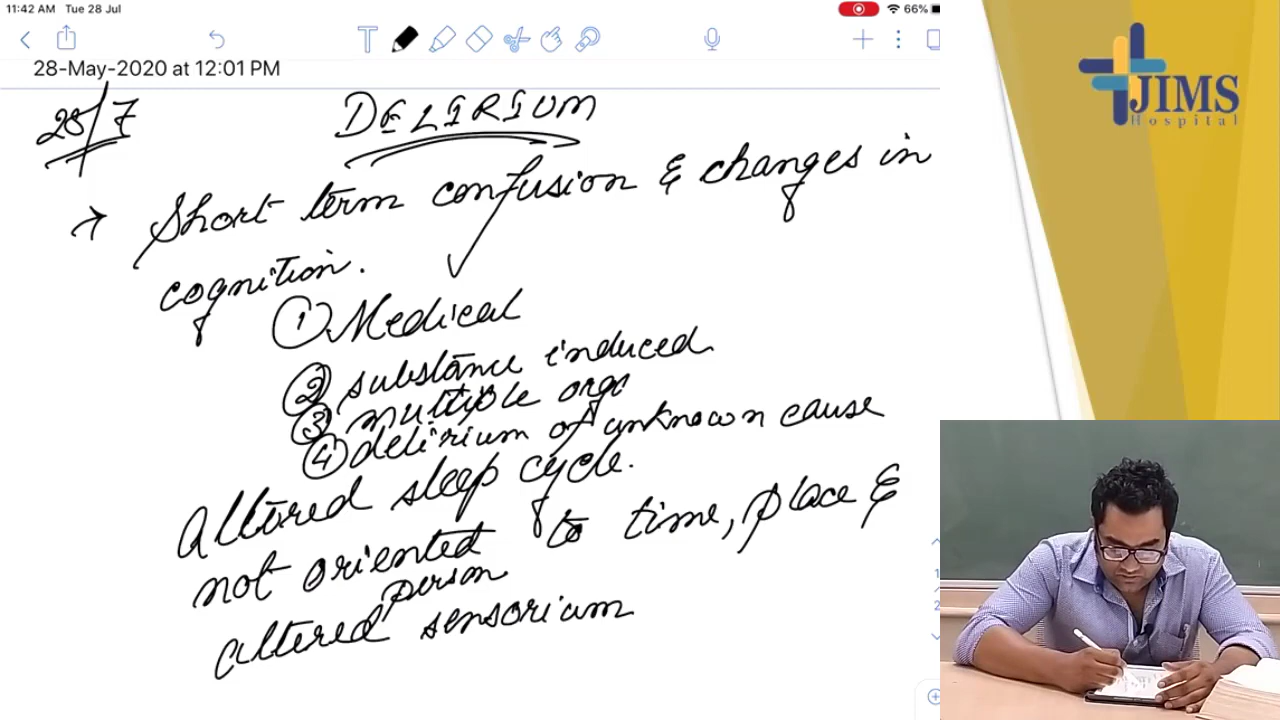 11:42 AM Tue 28 Jul
66%
28-May-2020 at 12:01 PM
28/7
DELIRIUM
→ Short term confusion & changes in
cognition.
① Medical
② substance induced
③ multiple orgo
④ delirium of unknown cause
Altered sleep cycle.
not oriented to time, place &
person
altered sensorium
JIMS
Hospital